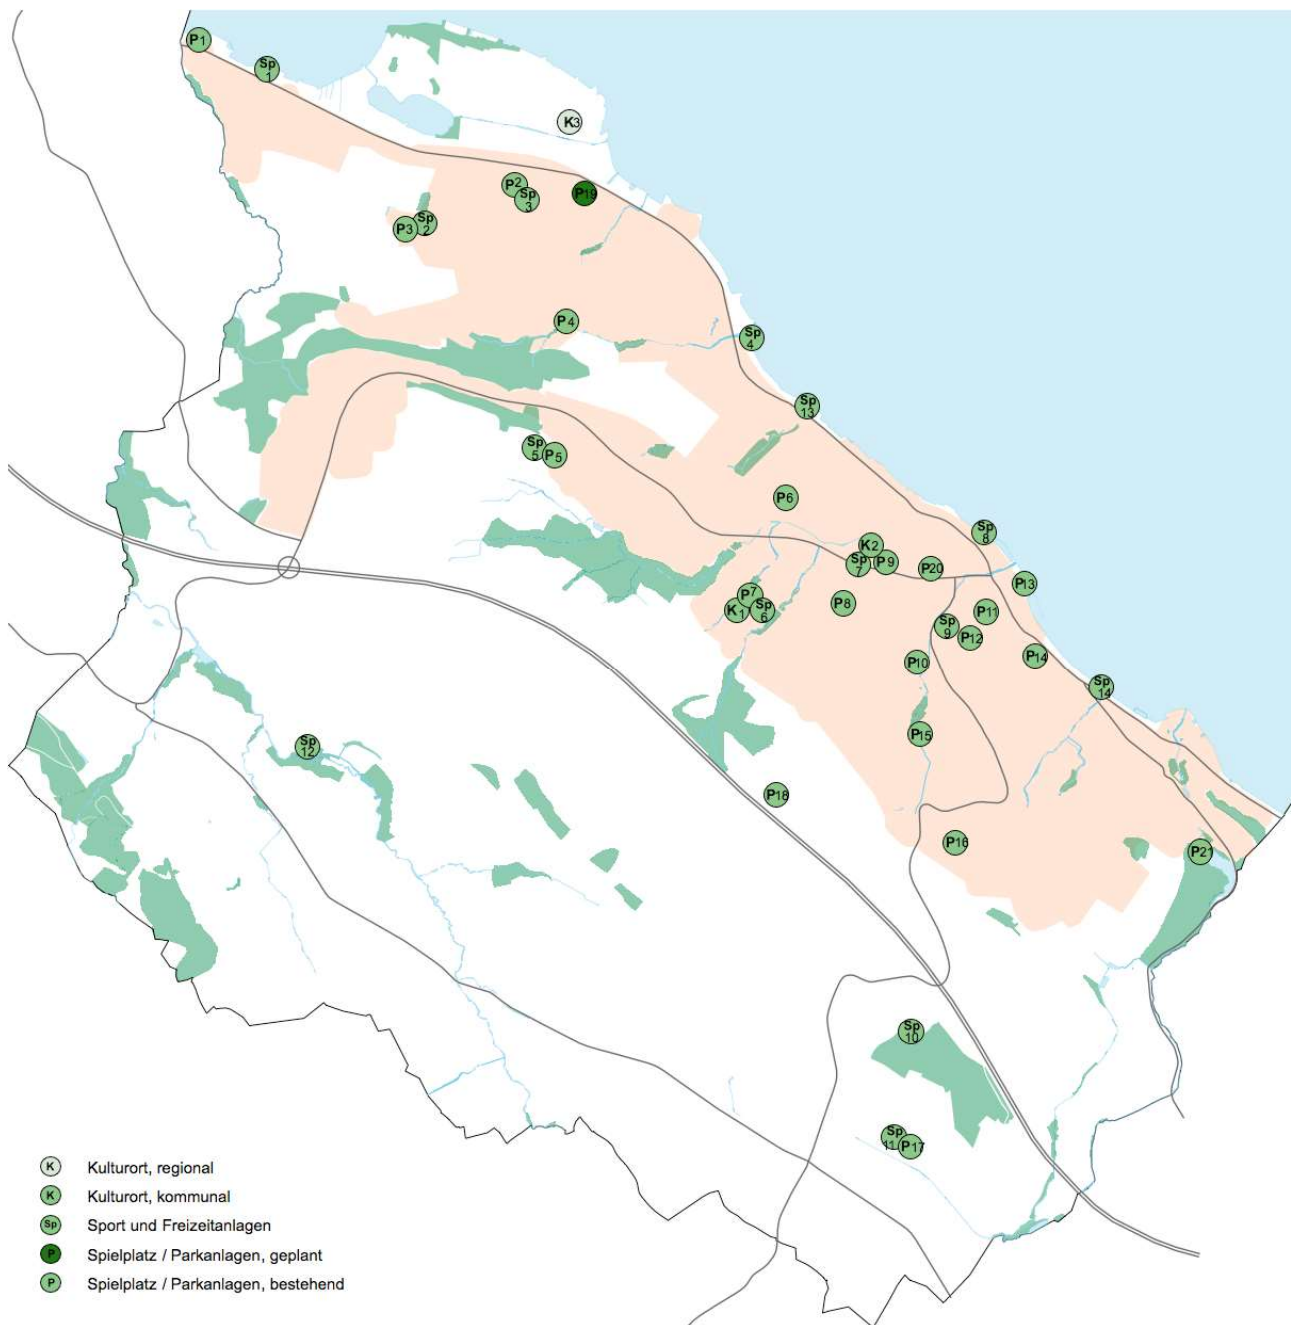 P1
Sp
1
K3
P2
Sp
3
P19
Sp
2
P3
P4
Sp
4
Sp
13
Sp
5
P5
P6
Sp
8
K2
Sp
7
P9
P20
P13
P7
K1
Sp
6
P8
P11
Sp
9
P12
P14
P10
Sp
14
P15
Sp
12
P18
P16
P21
Sp
10
Sp
11
P17
K Kulturort, regional
K Kulturort, kommunal
Sp Sport und Freizeitanlagen
P Spielplatz / Parkanlagen, geplant
P Spielplatz / Parkanlagen, bestehend